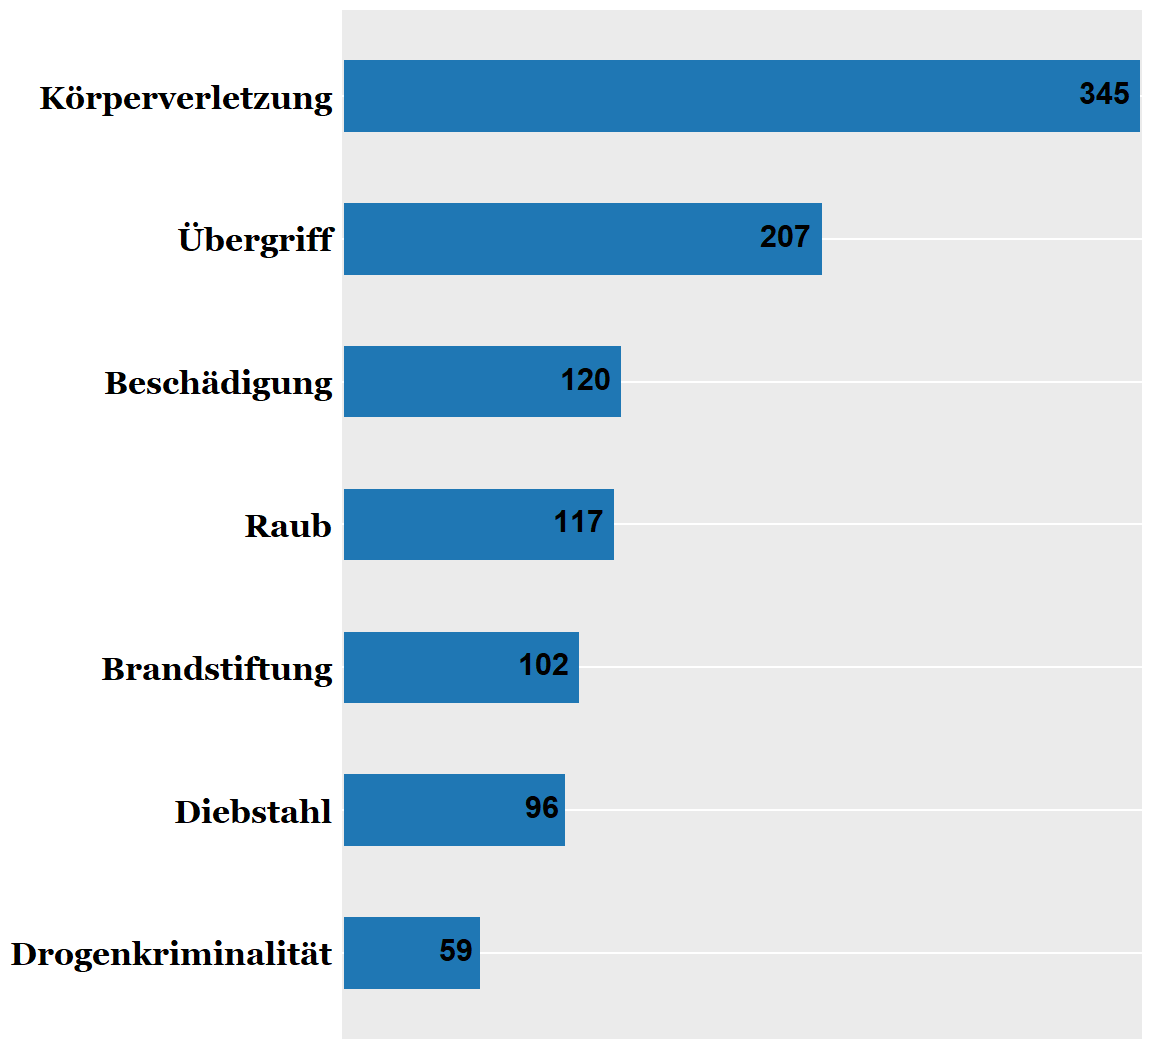 Körperverletzung 345
Übergriff 207
Beschädigung 120
Raub 117
Brandstiftung 102
Diebstahl 96
Drogenkriminalität 59